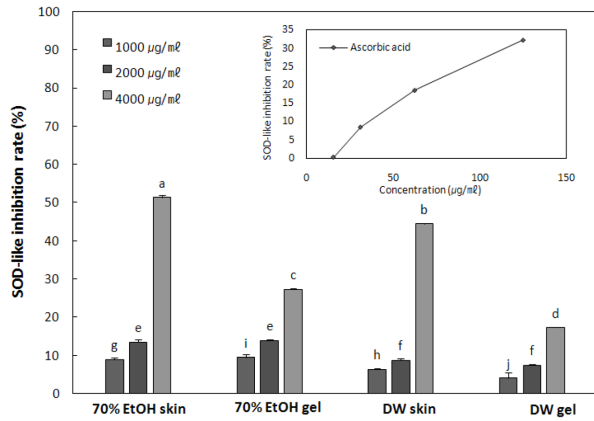 SOD-like inhibition rate (%)
100
90
80
70
60
50
40
30
20
10
0
1000 µg/㎖
2000 µg/㎖
4000 µg/㎖
SOD-like inhibition rate (%)
35
30
25
20
15
10
5
0
Ascorbic acid
0 50 100 150
Concentration (µg/㎖)
g e a
i e c
h f b
j f d
70% EtOH skin 70% EtOH gel DW skin DW gel